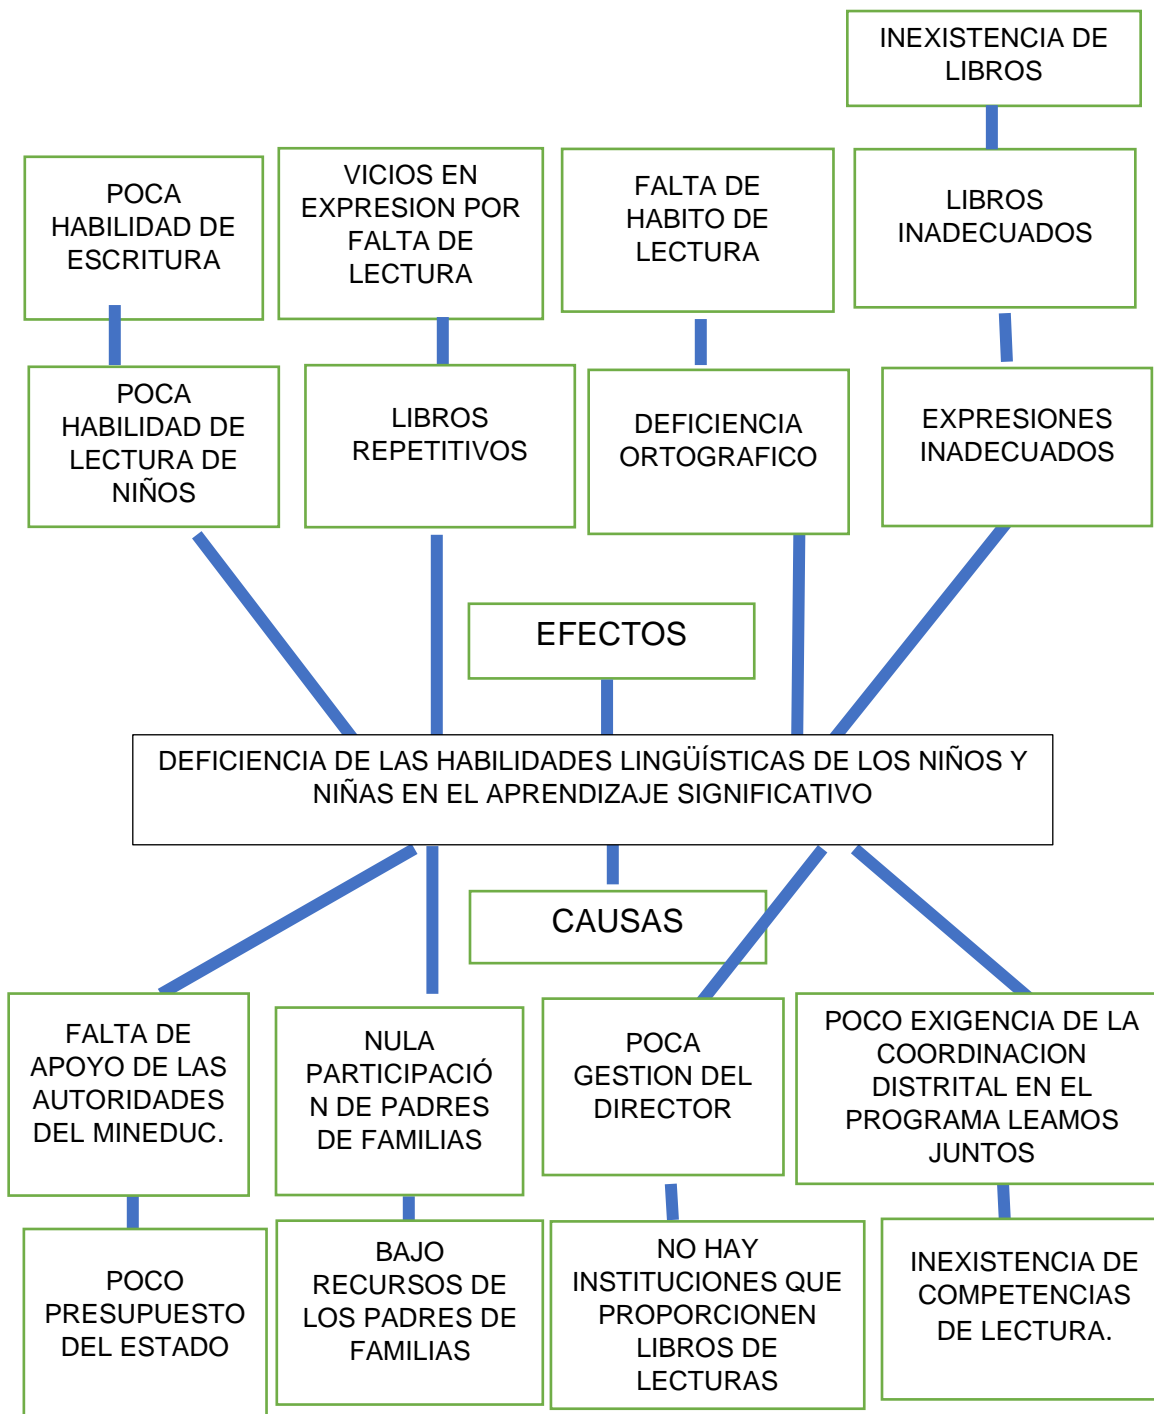 INEXISTENCIA DE
LIBROS
POCA
HABILIDAD DE
ESCRITURA
VICIOS EN
EXPRESION POR
FALTA DE
LECTURA
FALTA DE
HABITO DE
LECTURA
LIBROS
INADECUADOS
POCA
HABILIDAD DE
LECTURA DE
NIÑOS
LIBROS
REPETITIVOS
DEFICIENCIA
ORTOGRAFICO
EXPRESIONES
INADECUADOS
EFECTOS
DEFICIENCIA DE LAS HABILIDADES LINGÜÍSTICAS DE LOS NIÑOS Y
NIÑAS EN EL APRENDIZAJE SIGNIFICATIVO
CAUSAS
FALTA DE
APOYO DE LAS
AUTORIDADES
DEL MINEDUC.
NULA
PARTICIPACIÓ
N DE PADRES
DE FAMILIAS
POCA
GESTION DEL
DIRECTOR
POCO EXIGENCIA DE LA
COORDINACION
DISTRITAL EN EL
PROGRAMA LEAMOS
JUNTOS
POCO
PRESUPUESTO
DEL ESTADO
BAJO
RECURSOS DE
LOS PADRES DE
FAMILIAS
NO HAY
INSTITUCIONES QUE
PROPORCIONEN
LIBROS DE
LECTURAS
INEXISTENCIA DE
COMPETENCIAS
DE LECTURA.